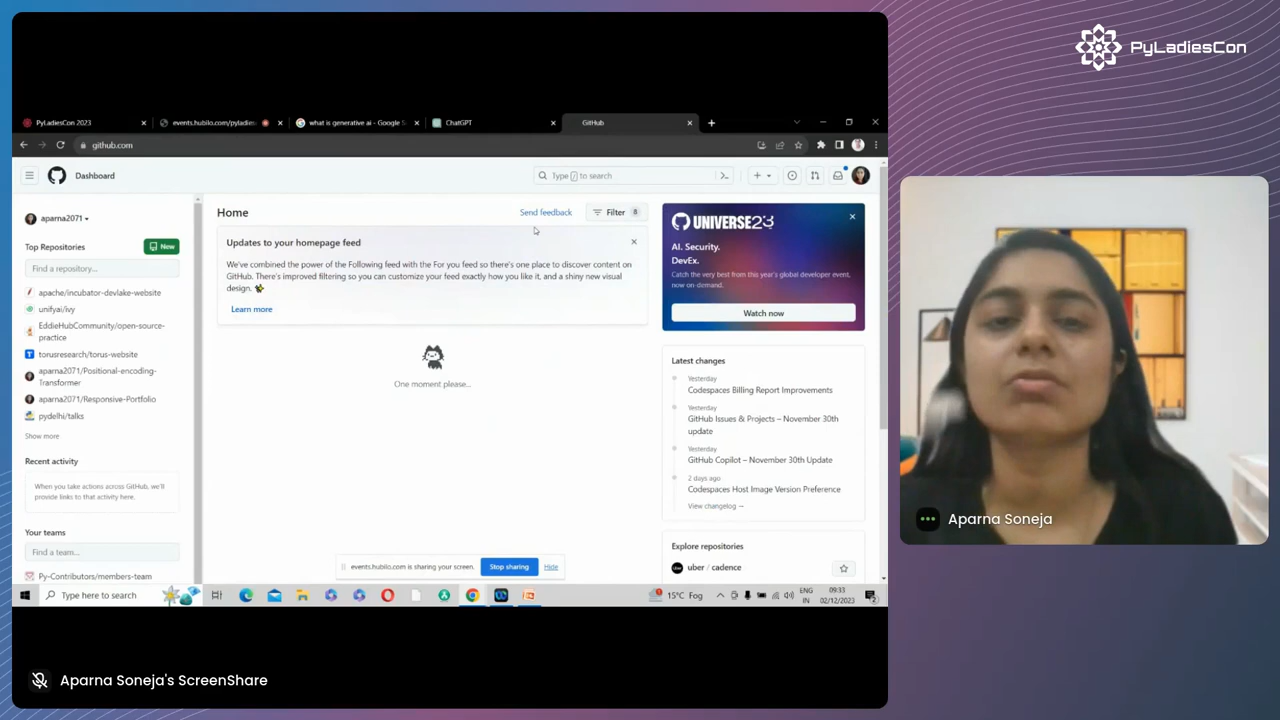 PyLadiesCon
PyLadiesCon 2023
events.hubilo.com/pyladi
what is generative ai - Google S
ChatGPT
GitHub
github.com
Dashboard
Type / to search
aparna2071
Top Repositories
New
Find a repository...
apache/incubator-devlake-website
unifyai/ivy
EddieHubCommunity/open-source-
practice
torusresearch/torus-website
aparna2071/Positional-encoding-
Transformer
aparna2071/Responsive-Portfolio
pydelhi/talks
Show more
Recent activity
When you take actions across GitHub, we'll
provide links to that activity here.
Your teams
Find a team...
Py-Contributors/members-team
Home
Send feedback
Filter 8
Updates to your homepage feed
We've combined the power of the Following feed with the For you feed so there's one place to discover content on
GitHub. There's improved filtering so you can customize your feed exactly how you like it, and a shiny new visual
design.
Learn more
One moment please...
UNIVERSE23
AI. Security.
DevEx.
Catch the very best from this year's global developer event,
now on-demand.
Watch now
Latest changes
Yesterday
Codespaces Billing Report Improvements
Yesterday
GitHub Issues & Projects – November 30th
update
Yesterday
GitHub Copilot – November 30th Update
2 days ago
Codespaces Host Image Version Preference
View changelog →
Explore repositories
uber / cadence
events.hubilo.com is sharing your screen.
Stop sharing
Hide
Type here to search
15°C Fog
ENG
IN
09:33
02/12/2023
Aparna Soneja
Aparna Soneja's ScreenShare